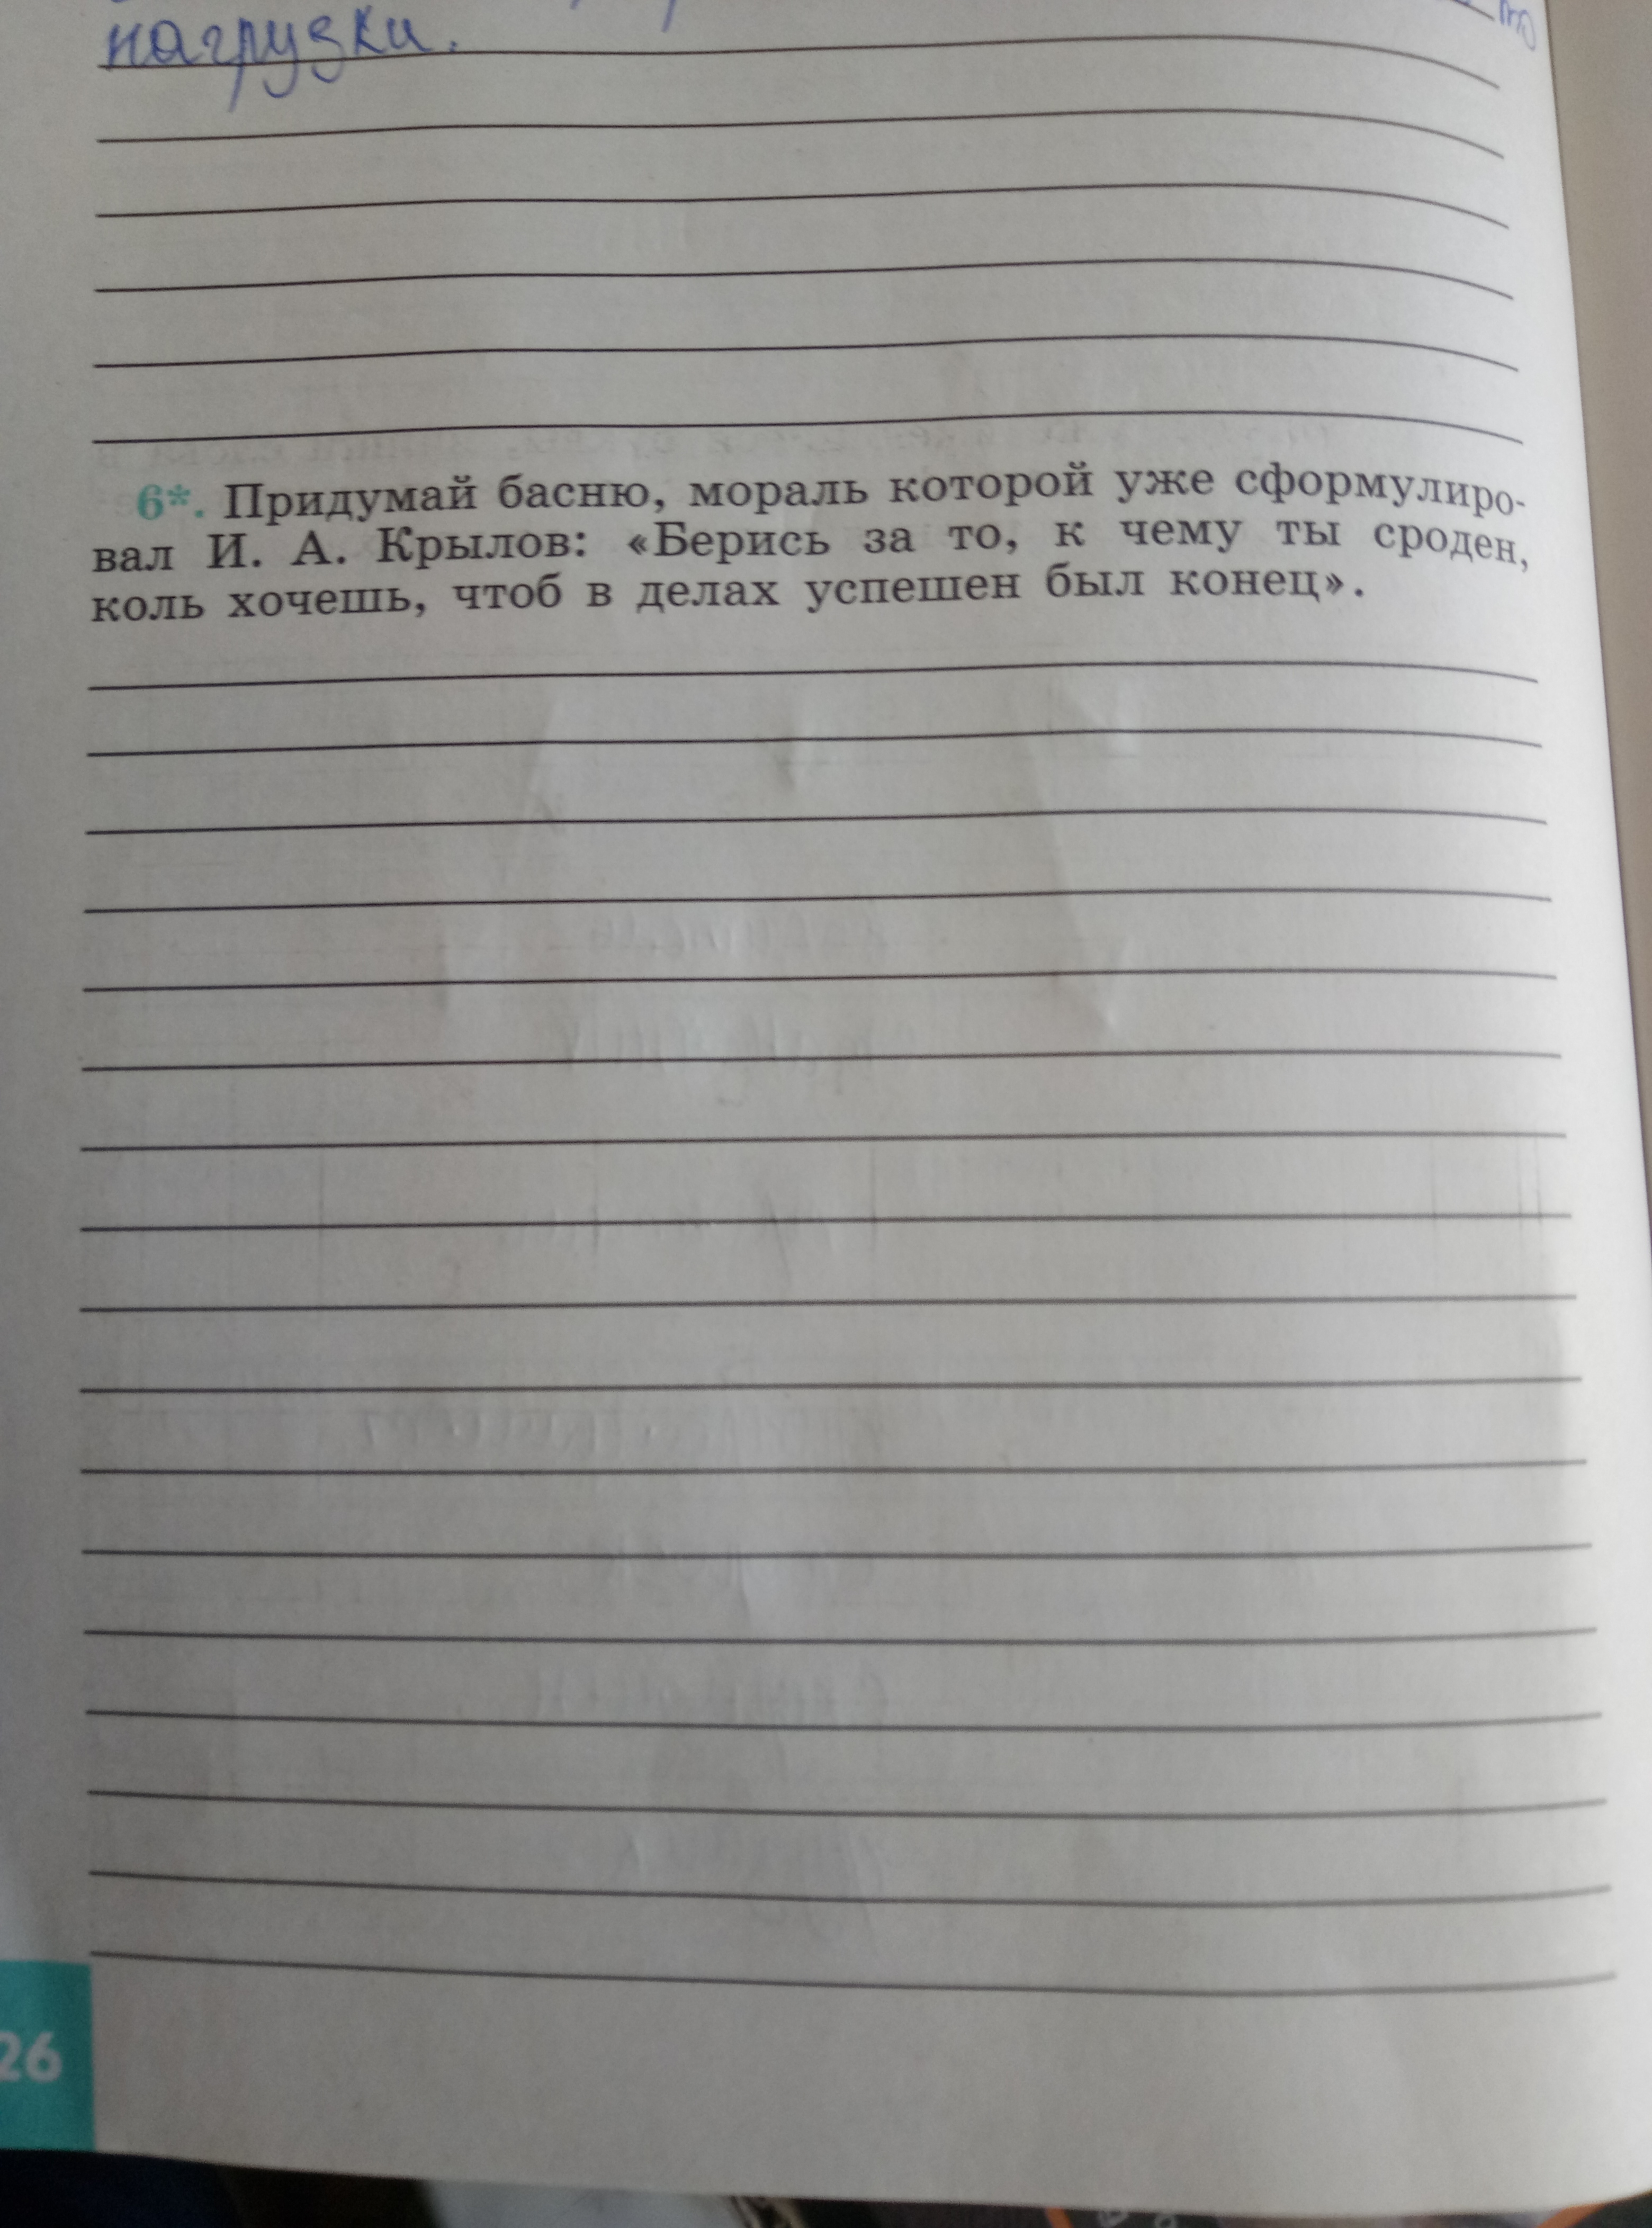 нагрузки.
6*. Придумай басню, мораль которой уже сформулиро-
вал И. А. Крылов: «Берись за то, к чему ты сроден,
коль хочешь, чтоб в делах успешен был конец».
26